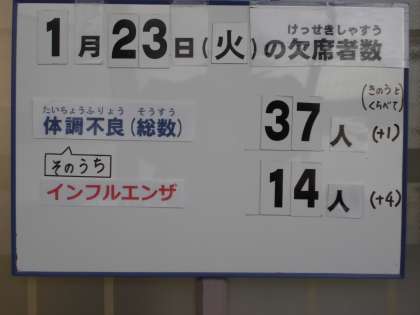 1月23日(火)の欠席者数
けっせきしゃすう
(きのうと
くらべて)
たいちょうふりょう そうすう
体調不良(総数) 37人 (+1)
そのうち
インフルエンザ 14人 (+4)